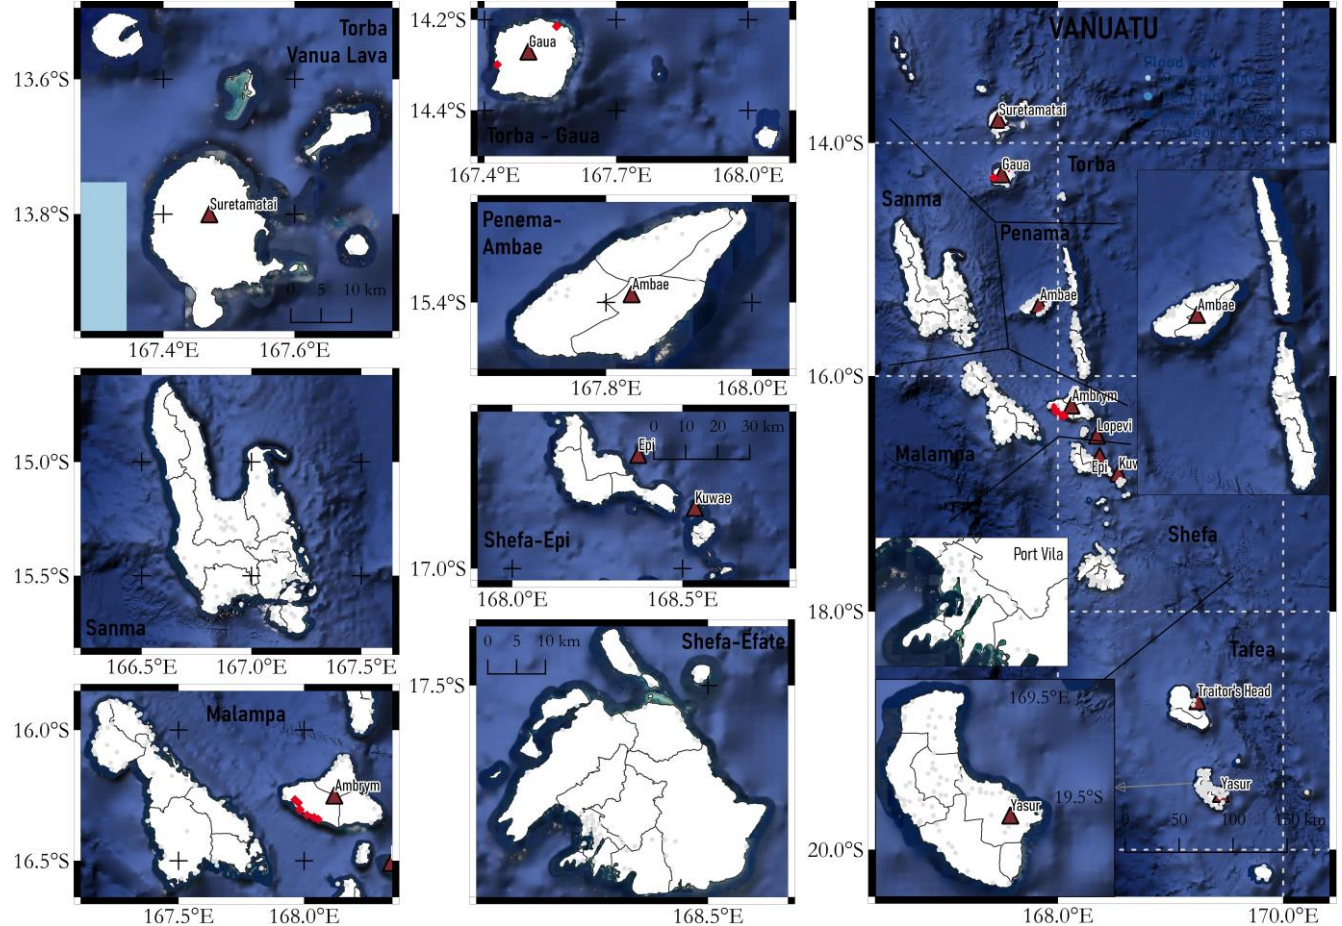 Torba
Vanua Lava
13.6°S
13.8°S
Suretamatai
0 5 10 km
167.4°E 167.6°E
15.0°S
15.5°S
Sanma
166.5°E 167.0°E 167.5°E
Malampa
16.0°S
Ambrym
16.5°S
167.5°E 168.0°E
14.2°S
Gaua
14.4°S
Torba - Gaua
167.4°E 167.7°E 168.0°E
Penema-
Ambae
Ambae
15.4°S
167.8°E 168.0°E
Epi
0 10 20 30 km
Kuwae
Shefa-Epi
17.0°S
168.0°E 168.5°E
0 5 10 km
Shefa-Efate
17.5°S
168.5°E
VANUATU
Suretamatai
14.0°S
Gaua
Torba
Sanma
Penama
Ambae
Ambae
16.0°S
Ambrym
Lopevi
Malampa
Epi
Kuv
Shefa
Port Vila
18.0°S
Tafea
169.5°E
Traitor's Head
19.5°S
Yasur
Yasur
0 50 100 150 km
20.0°S
168.0°E 170.0°E